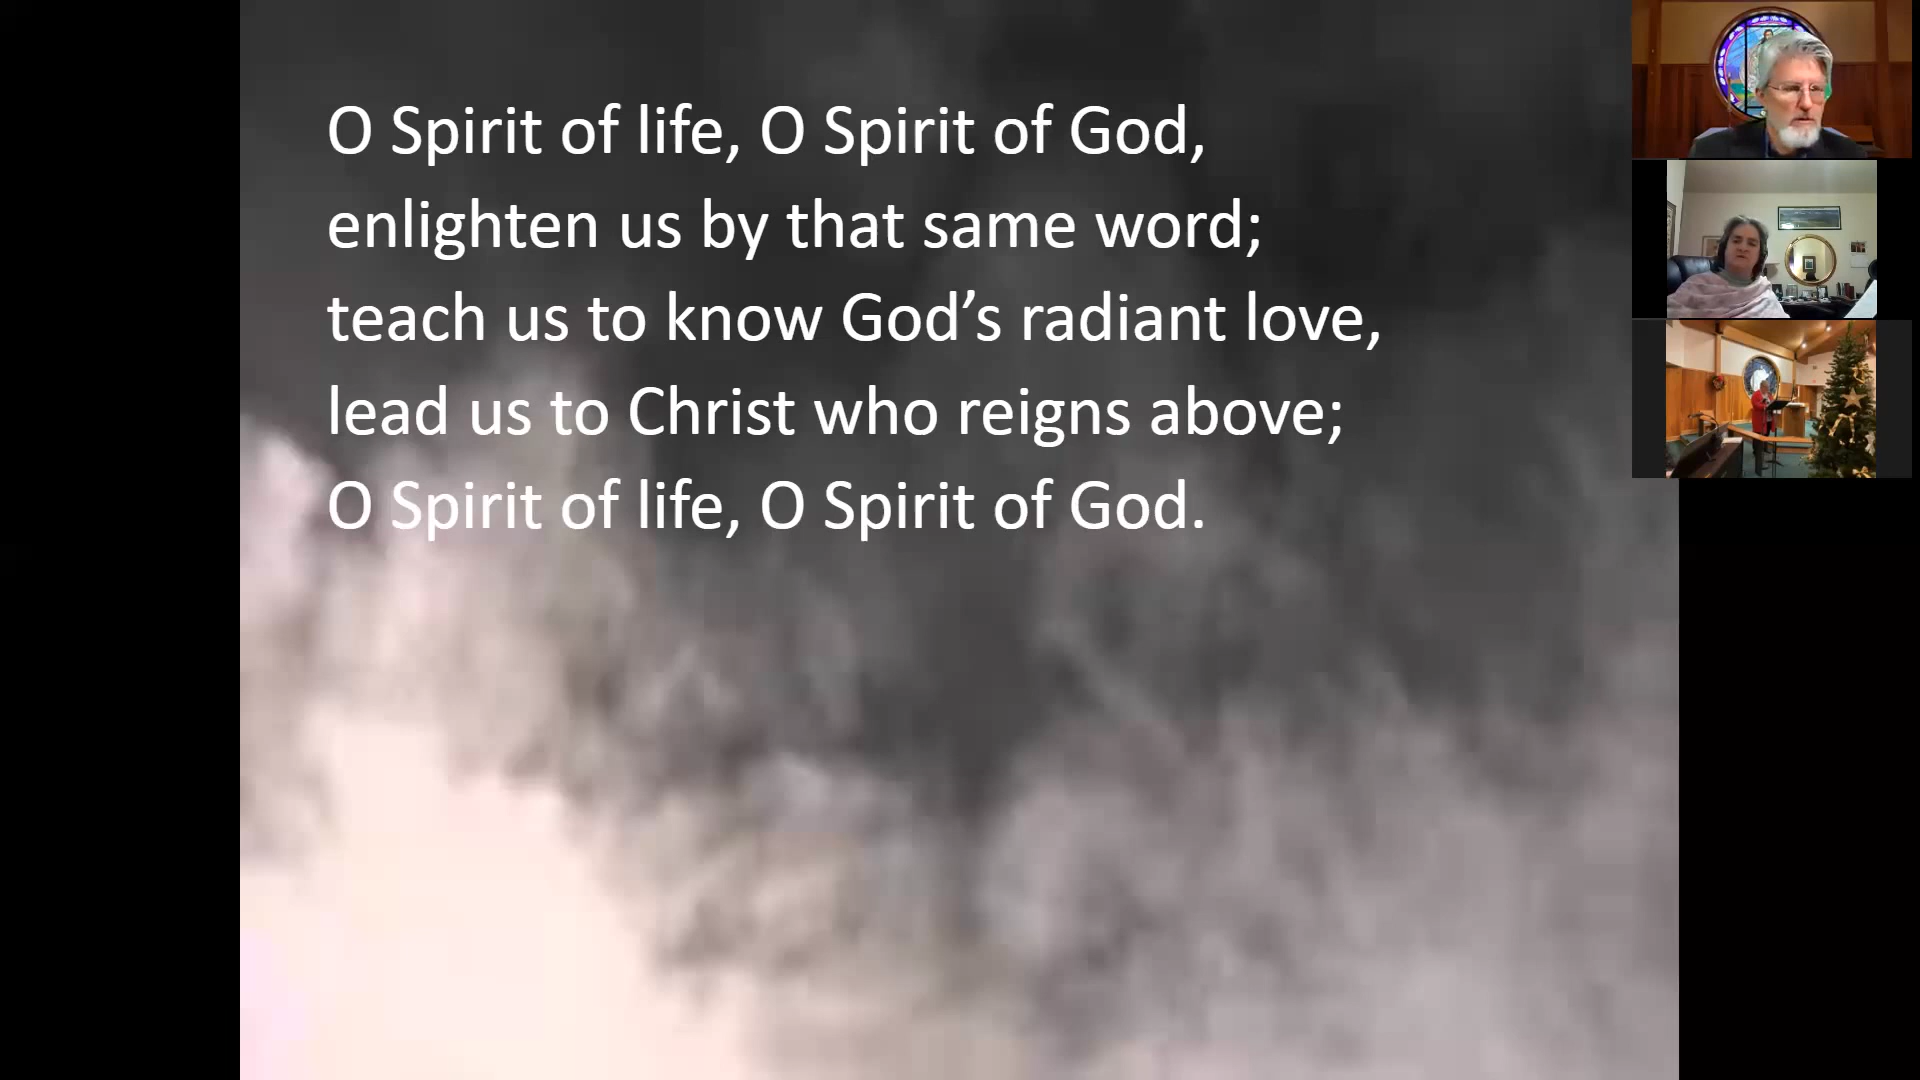 O Spirit of life, O Spirit of God,
enlighten us by that same word;
teach us to know God’s radiant love,
lead us to Christ who reigns above;
O Spirit of life, O Spirit of God.